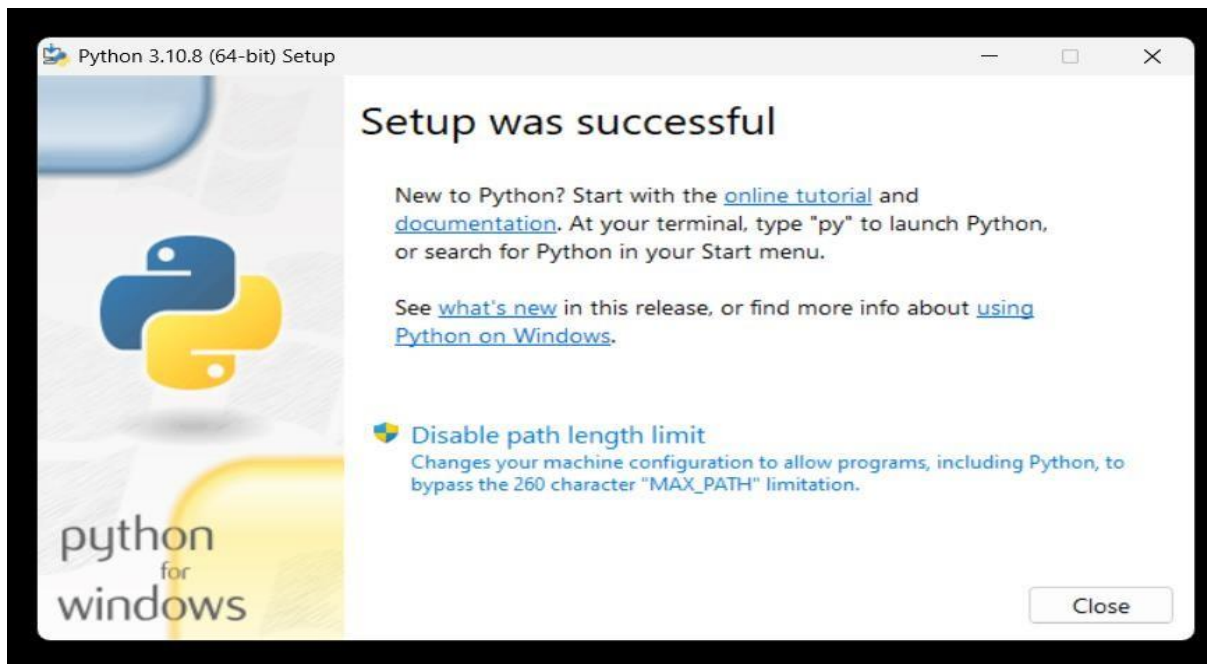 Python 3.10.8 (64-bit) Setup
Setup was successful
New to Python? Start with the online tutorial and
documentation. At your terminal, type "py" to launch Python,
or search for Python in your Start menu.
See what's new in this release, or find more info about using
Python on Windows.
Disable path length limit
Changes your machine configuration to allow programs, including Python, to
bypass the 260 character "MAX_PATH" limitation.
python
for
windows
Close